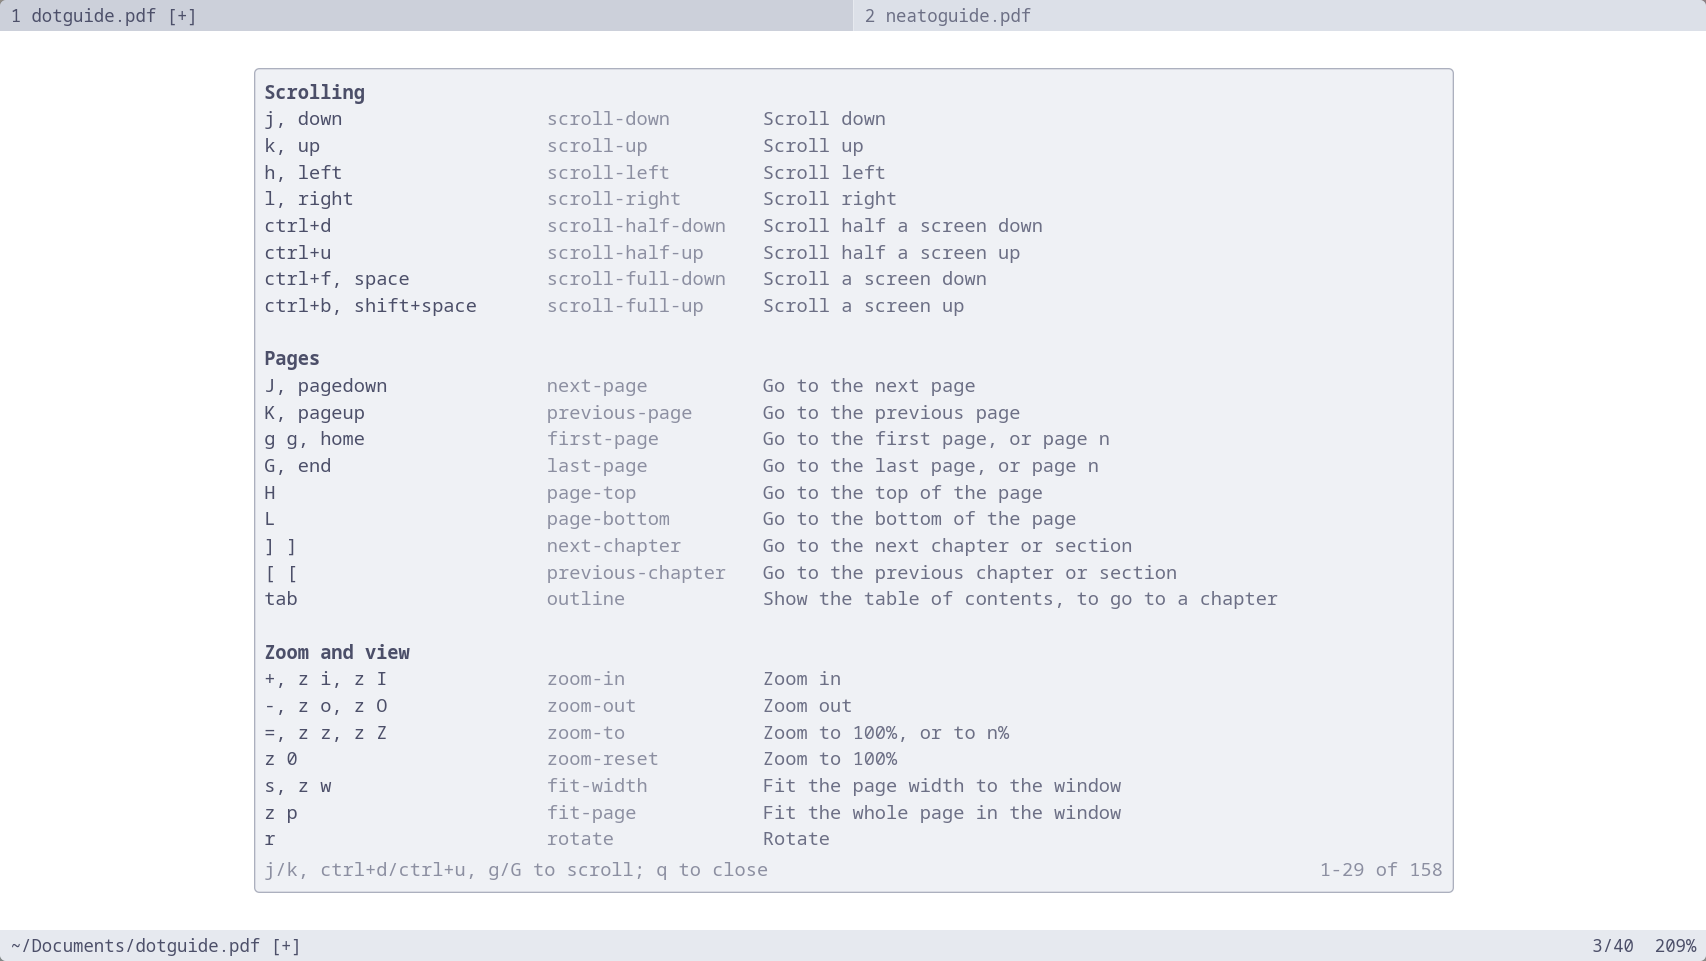 1 dotguide.pdf [+]
2 neatoguide.pdf
Scrolling
j, down scroll-down Scroll down
k, up scroll-up Scroll up
h, left scroll-left Scroll left
l, right scroll-right Scroll right
ctrl+d scroll-half-down Scroll half a screen down
ctrl+u scroll-half-up Scroll half a screen up
ctrl+f, space scroll-full-down Scroll a screen down
ctrl+b, shift+space scroll-full-up Scroll a screen up
Pages
J, pagedown next-page Go to the next page
K, pageup previous-page Go to the previous page
g g, home first-page Go to the first page, or page n
G, end last-page Go to the last page, or page n
H page-top Go to the top of the page
L page-bottom Go to the bottom of the page
] ] next-chapter Go to the next chapter or section
[ [ previous-chapter Go to the previous chapter or section
tab outline Show the table of contents, to go to a chapter
Zoom and view
+, z i, z I zoom-in Zoom in
-, z o, z O zoom-out Zoom out
=, z z, z Z zoom-to Zoom to 100%, or to n%
z 0 zoom-reset Zoom to 100%
s, z w fit-width Fit the page width to the window
z p fit-page Fit the whole page in the window
r rotate Rotate
j/k, ctrl+d/ctrl+u, g/G to scroll; q to close 1-29 of 158
~/Documents/dotguide.pdf [+] 3/40 209%